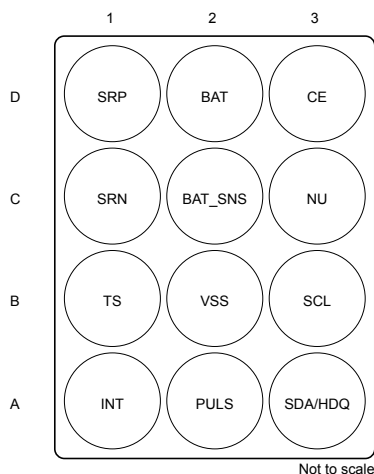 1 2 3
D SRP BAT CE
C SRN BAT_SNS NU
B TS VSS SCL
A INT PULS SDA/HDQ
Not to scale